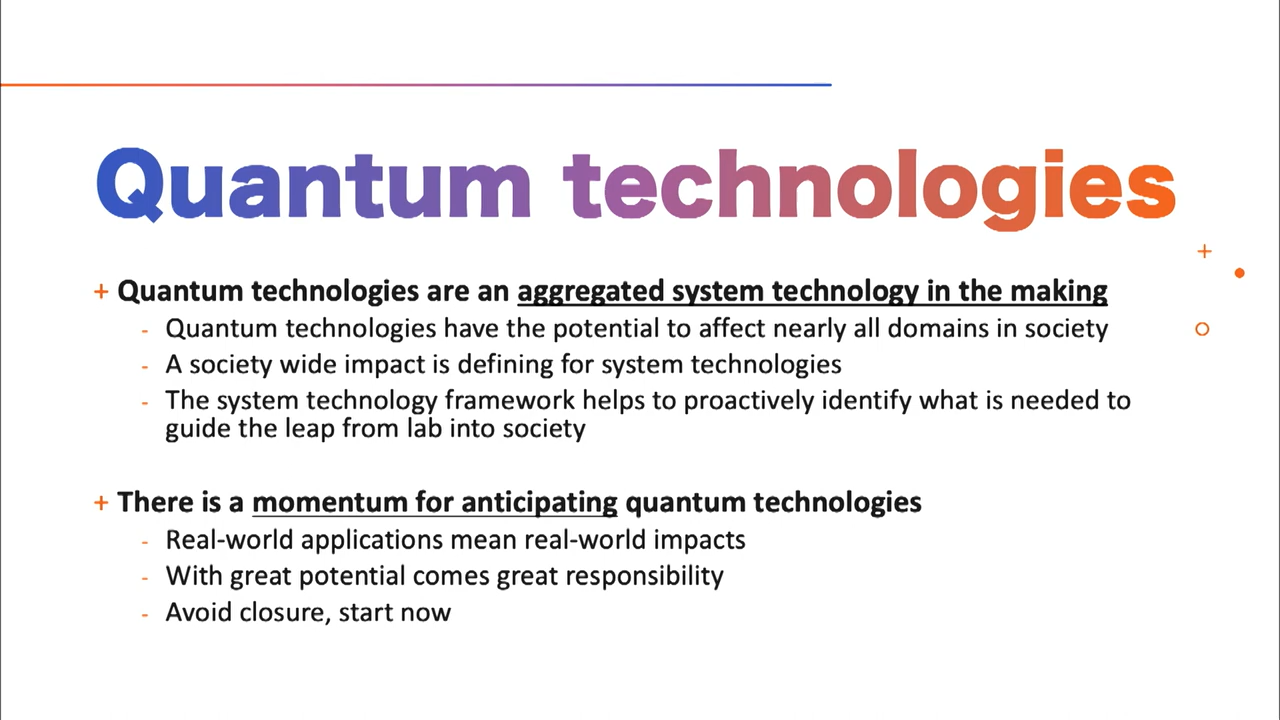 Quantum technologies
+ Quantum technologies are an aggregated system technology in the making
- Quantum technologies have the potential to affect nearly all domains in society
- A society wide impact is defining for system technologies
- The system technology framework helps to proactively identify what is needed to
guide the leap from lab into society
+ There is a momentum for anticipating quantum technologies
- Real-world applications mean real-world impacts
- With great potential comes great responsibility
- Avoid closure, start now